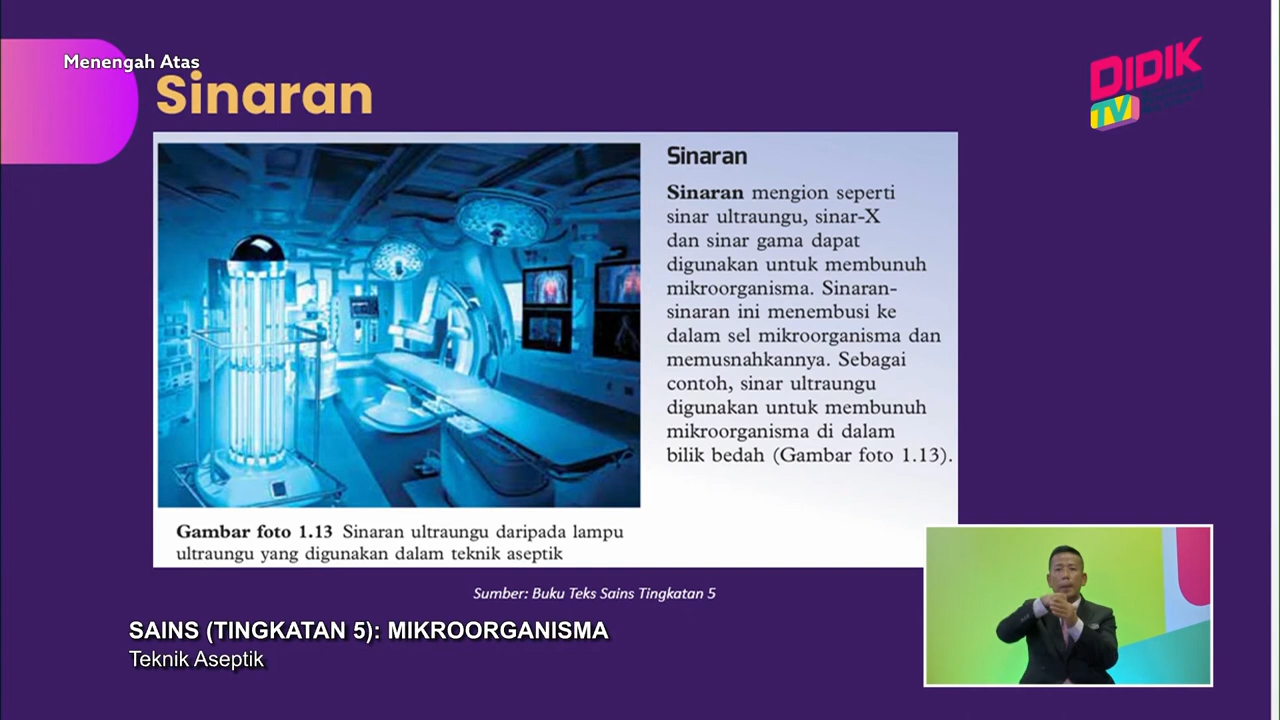 Menengah Atas
Sinaran
DIDIK
TV
Sinaran
Sinaran mengion seperti
sinar ultraungu, sinar-X
dan sinar gama dapat
digunakan untuk membunuh
mikroorganisma. Sinaran-
sinaran ini menembusi ke
dalam sel mikroorganisma dan
memusnahkannya. Sebagai
contoh, sinar ultraungu
digunakan untuk membunuh
mikroorganisma di dalam
bilik bedah (Gambar foto 1.13).
Gambar foto 1.13 Sinaran ultraungu daripada lampu
ultraungu yang digunakan dalam teknik aseptik
Sumber: Buku Teks Sains Tingkatan 5
SAINS (TINGKATAN 5): MIKROORGANISMA
Teknik Aseptik